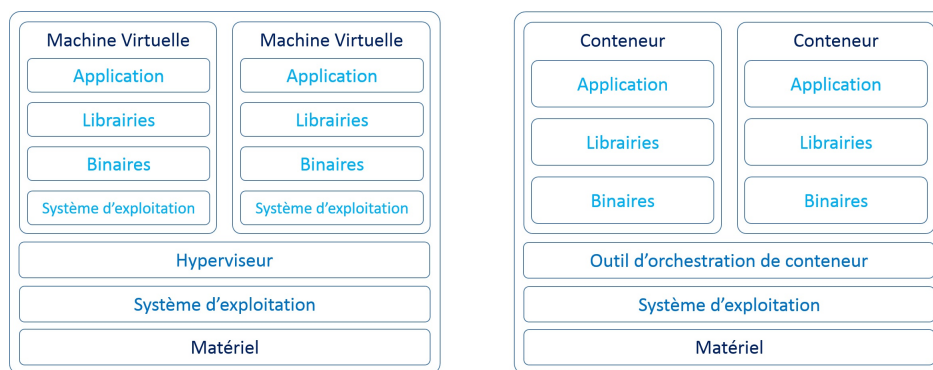 Machine Virtuelle
Application
Librairies
Binaires
Système d'exploitation
Machine Virtuelle
Application
Librairies
Binaires
Système d'exploitation
Hyperviseur
Système d'exploitation
Matériel
Conteneur
Application
Librairies
Binaires
Conteneur
Application
Librairies
Binaires
Outil d'orchestration de conteneur
Système d'exploitation
Matériel